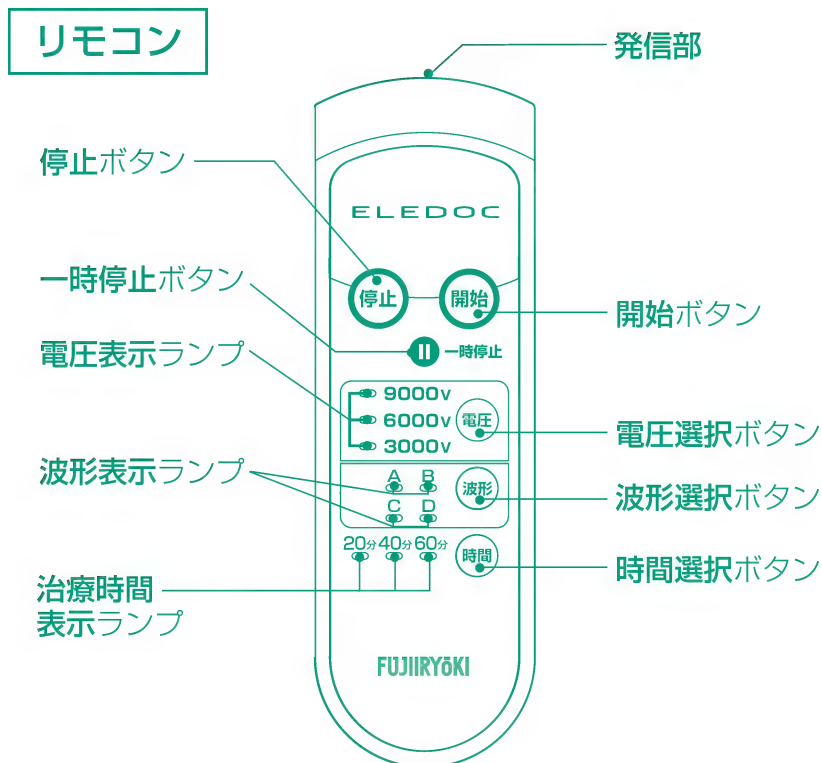 リモコン
発信部
停止ボタン
ELEDOC
一時停止ボタン
停止
開始
開始ボタン
電圧表示ランプ
一時停止
9000V
6000V
3000V
電圧
電圧選択ボタン
波形表示ランプ
A B
C D
波形
波形選択ボタン
20分 40分 60分
時間
時間選択ボタン
治療時間
表示ランプ
FUJIIRYōKI